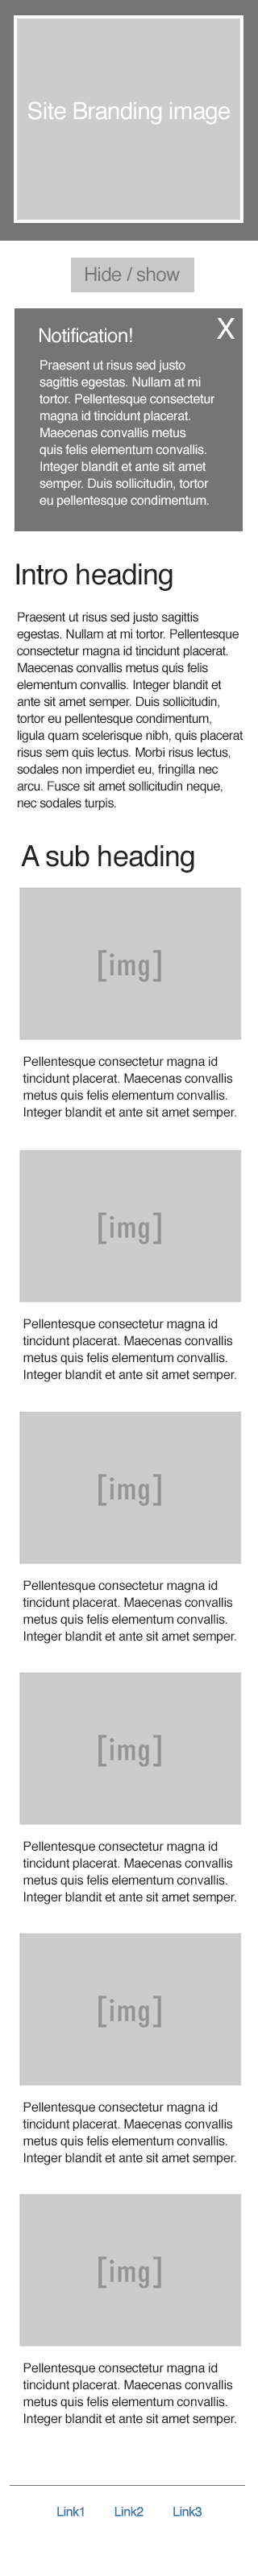 Site Branding image
Hide / show
X
Notification!
Praesent ut risus sed justo
sagittis egestas. Nullam at mi
tortor. Pellentesque consectetur
magna id tincidunt placerat.
Maecenas convallis metus
quis felis elementum convallis.
Integer blandit et ante sit amet
semper. Duis sollicitudin, tortor
eu pellentesque condimentum.
Intro heading
Praesent ut risus sed justo sagittis
egestas. Nullam at mi tortor. Pellentesque
consectetur magna id tincidunt placerat.
Maecenas convallis metus quis felis
elementum convallis. Integer blandit et
ante sit amet semper. Duis sollicitudin,
tortor eu pellentesque condimentum,
ligula quam scelerisque nibh, quis placerat
risus sem quis lectus. Morbi risus lectus,
sodales non imperdiet eu, fringilla nec
arcu. Fusce sit amet sollicitudin neque,
nec sodales turpis.
A sub heading
[img]
Pellentesque consectetur magna id
tincidunt placerat. Maecenas convallis
metus quis felis elementum convallis.
Integer blandit et ante sit amet semper.
[img]
Pellentesque consectetur magna id
tincidunt placerat. Maecenas convallis
metus quis felis elementum convallis.
Integer blandit et ante sit amet semper.
[img]
Pellentesque consectetur magna id
tincidunt placerat. Maecenas convallis
metus quis felis elementum convallis.
Integer blandit et ante sit amet semper.
[img]
Pellentesque consectetur magna id
tincidunt placerat. Maecenas convallis
metus quis felis elementum convallis.
Integer blandit et ante sit amet semper.
[img]
Pellentesque consectetur magna id
tincidunt placerat. Maecenas convallis
metus quis felis elementum convallis.
Integer blandit et ante sit amet semper.
[img]
Pellentesque consectetur magna id
tincidunt placerat. Maecenas convallis
metus quis felis elementum convallis.
Integer blandit et ante sit amet semper.
Link1 Link2 Link3